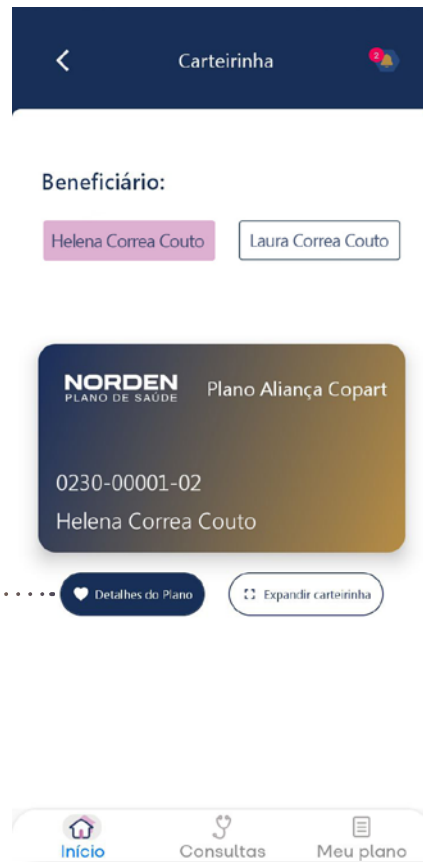 Carteirinha
2
Beneficiário:
Helena Correa Couto
Laura Correa Couto
NORDEN
PLANO DE SAÚDE
Plano Aliança Copart
0230-00001-02
Helena Correa Couto
Detalhes do Plano
Expandir carteirinha
Início
Consultas
Meu plano